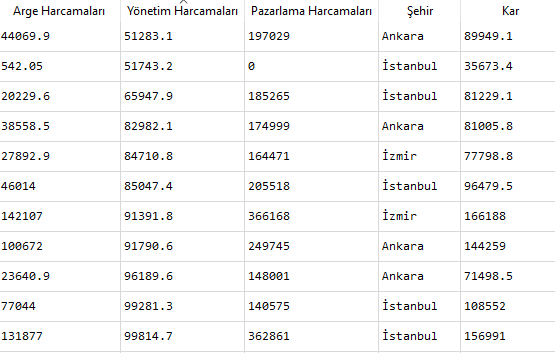 Arge Harcamaları Yönetim Harcamaları Pazarlama Harcamaları Şehir Kar
44069.9 51283.1 197029 Ankara 89949.1
542.05 51743.2 0 İstanbul 35673.4
20229.6 65947.9 185265 İstanbul 81229.1
38558.5 82982.1 174999 Ankara 81005.8
27892.9 84710.8 164471 İzmir 77798.8
46014 85047.4 205518 İstanbul 96479.5
142107 91391.8 366168 İzmir 166188
100672 91790.6 249745 Ankara 144259
23640.9 96189.6 148001 Ankara 71498.5
77044 99281.3 140575 İstanbul 108552
131877 99814.7 362861 İstanbul 156991